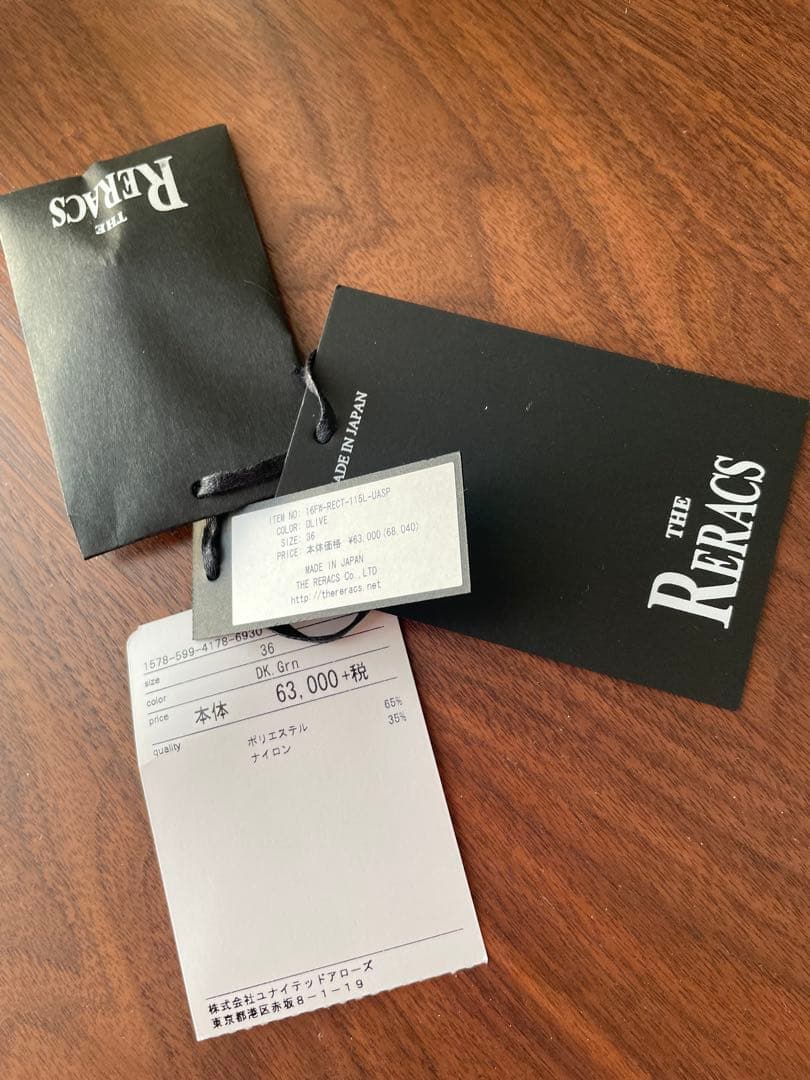 THE
RERACS
MADE IN JAPAN
THE
RERACS
ITEM NO: 16FW-RECT-115L-UASP
COLOR: OLIVE
SIZE: 36
PRICE: 本体価格 ¥63,000(68,040)
MADE IN JAPAN
THE RERACS Co.,LTD
http://thereracs.net
1578-599-4178-6930
size 36
color DK.Grn
price 本体 63,000+税
quality ポリエステル 65%
ナイロン 35%
株式会社ユナイテッドアローズ
東京都港区赤坂8-1-19